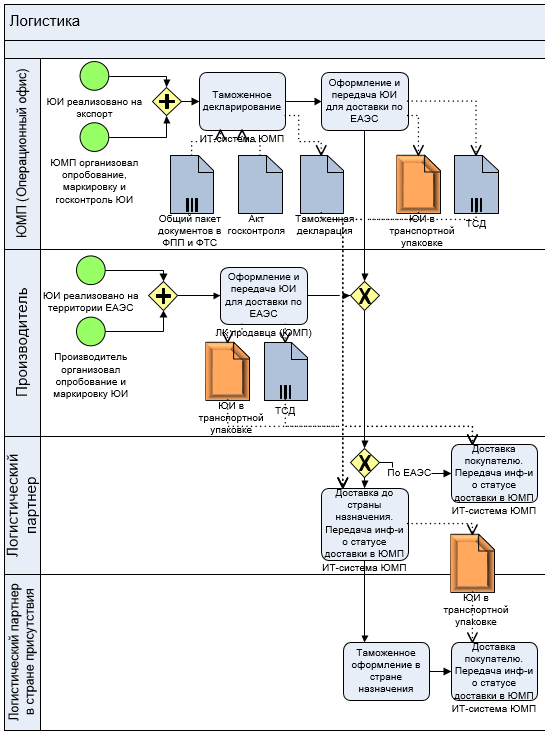 Логистика
ЮМП (Операционный офис)
ЮИ реализовано на
экспорт
ЮМП организовал
опробование,
маркировку и
госконтроль ЮИ
Таможенное
декларирование
ИТ-система ЮМП
Оформление и
передача ЮИ
для доставки по
ЕАЭС
Общий пакет
документов в
ФПП и ФТС
Акт
госконтроля
Таможенная
декларация
ЮИ в
транспортной
упаковке
ТСД
Производитель
ЮИ реализовано на
территории ЕАЭС
Производитель
организовал
опробование и
маркировку ЮИ
Оформление и
передача ЮИ
для доставки по
ЕАЭС
ЛК продавца (ЮМП)
ЮИ в
транспортной
упаковке
ТСД
Логистический
партнер
По ЕАЭС
Доставка
покупателю.
Передача инф-и
о статусе
доставки в ЮМП
ИТ-система ЮМП
Доставка до
страны
назначения.
Передача инф-и
о статусе
доставки в ЮМП
ИТ-система ЮМП
ЮИ в
транспортной
упаковке
Логистический партнер
в стране присутствия
Таможенное
оформление в
стране
назначения
Доставка
покупателю.
Передача инф-и
о статусе
доставки в ЮМП
ИТ-система ЮМП